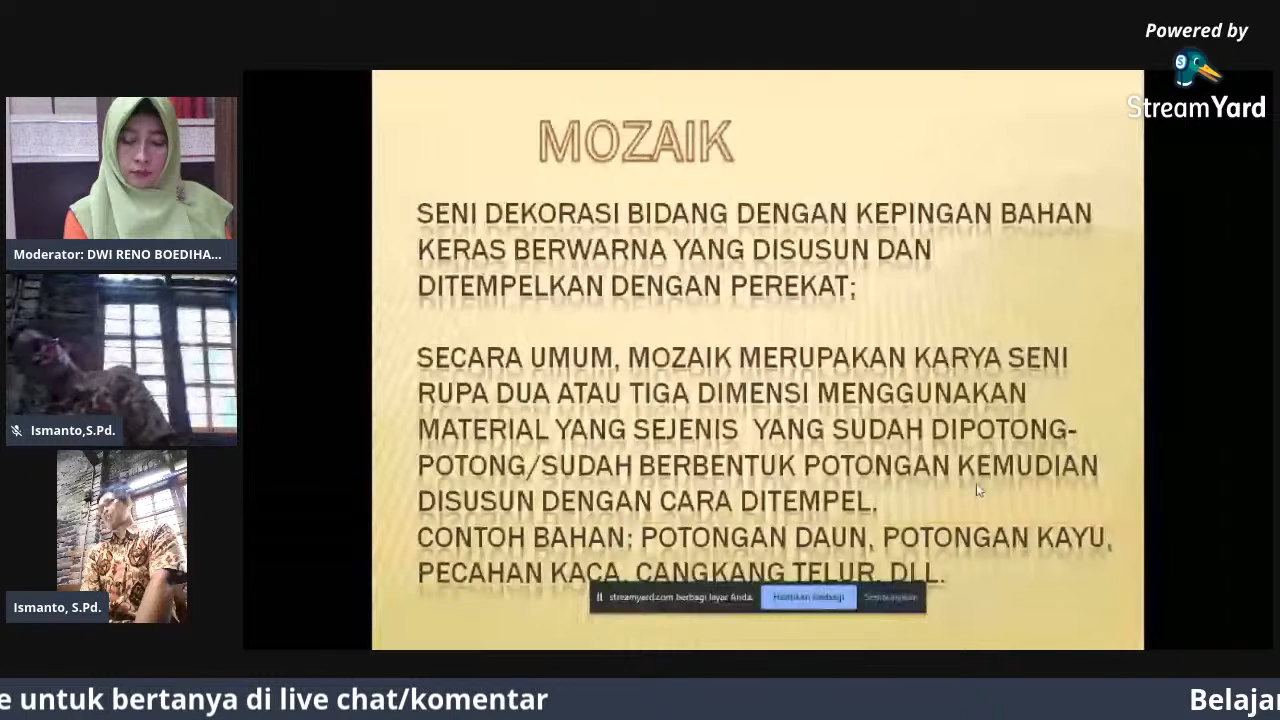 Powered by
StreamYard
MOZAIK
SENI DEKORASI BIDANG DENGAN KEPINGAN BAHAN
KERAS BERWARNA YANG DISUSUN DAN
DITEMPELKAN DENGAN PEREKAT;
SECARA UMUM, MOZAIK MERUPAKAN KARYA SENI
RUPA DUA ATAU TIGA DIMENSI MENGGUNAKAN
MATERIAL YANG SEJENIS YANG SUDAH DIPOTONG-
POTONG/SUDAH BERBENTUK POTONGAN KEMUDIAN
DISUSUN DENGAN CARA DITEMPEL.
CONTOH BAHAN: POTONGAN DAUN, POTONGAN KAYU,
PECAHAN KACA, CANGKANG TELUR, DLL.
streamyard.com berbagi layar Anda.
Hentikan berbagi
Sembunyikan
Moderator: DWI RENO BOEDIHA...
Ismanto,S.Pd.
Ismanto, S.Pd.
e untuk bertanya di live chat/komentar
Belajar